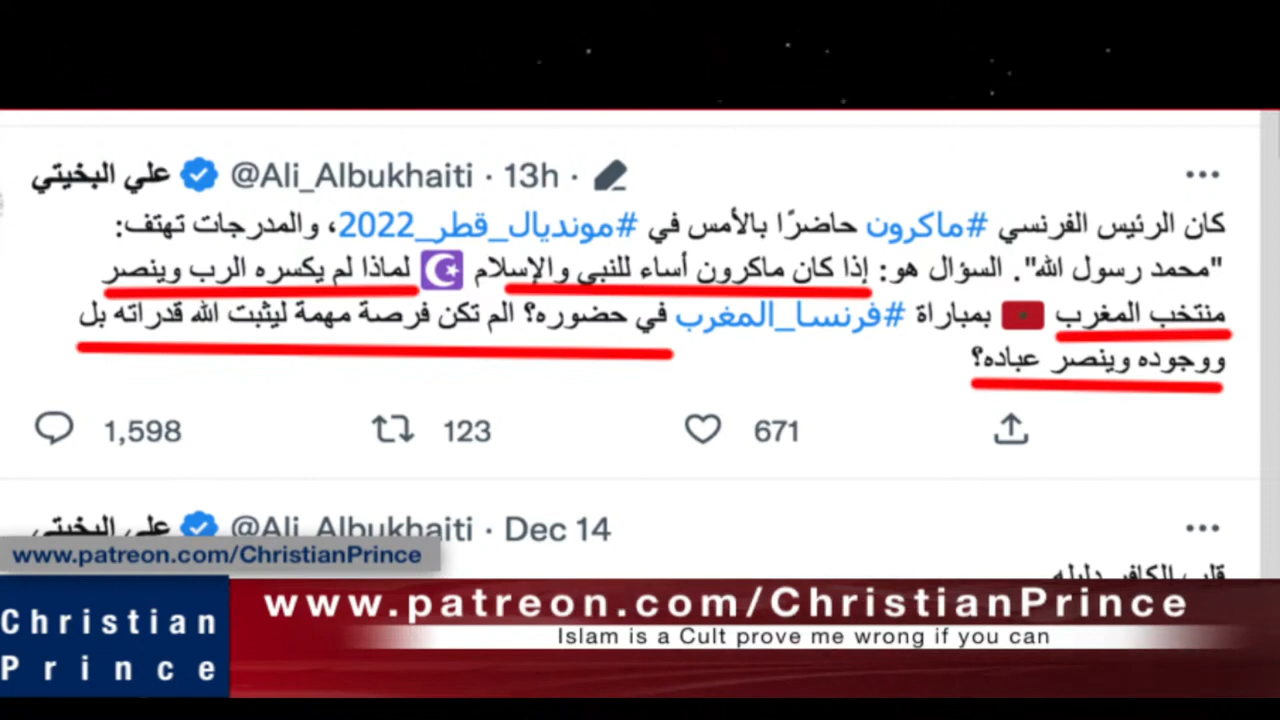 علي البخيتي @Ali_Albukhaiti · 13h ·
كان الرئيس الفرنسي #ماكرون حاضرًا بالأمس في #مونديال_قطر_2022، والمدرجات تهتف:
"محمد رسول الله". السؤال هو: إذا كان ماكرون أساء للنبي والإسلام ☪️ لماذا لم يكسره الرب وينصر
منتخب المغرب 🇲🇦 بمباراة #فرنسا_المغرب في حضوره؟ الم تكن فرصة مهمة ليثبت الله قدراته بل
ووجوده وينصر عباده؟
1,598 123 671
علي البخيتي @Ali_Albukhaiti · Dec 14
قلب الكافر دليله
www.patreon.com/ChristianPrince
Christian
Prince
www.patreon.com/ChristianPrince
Islam is a Cult prove me wrong if you can